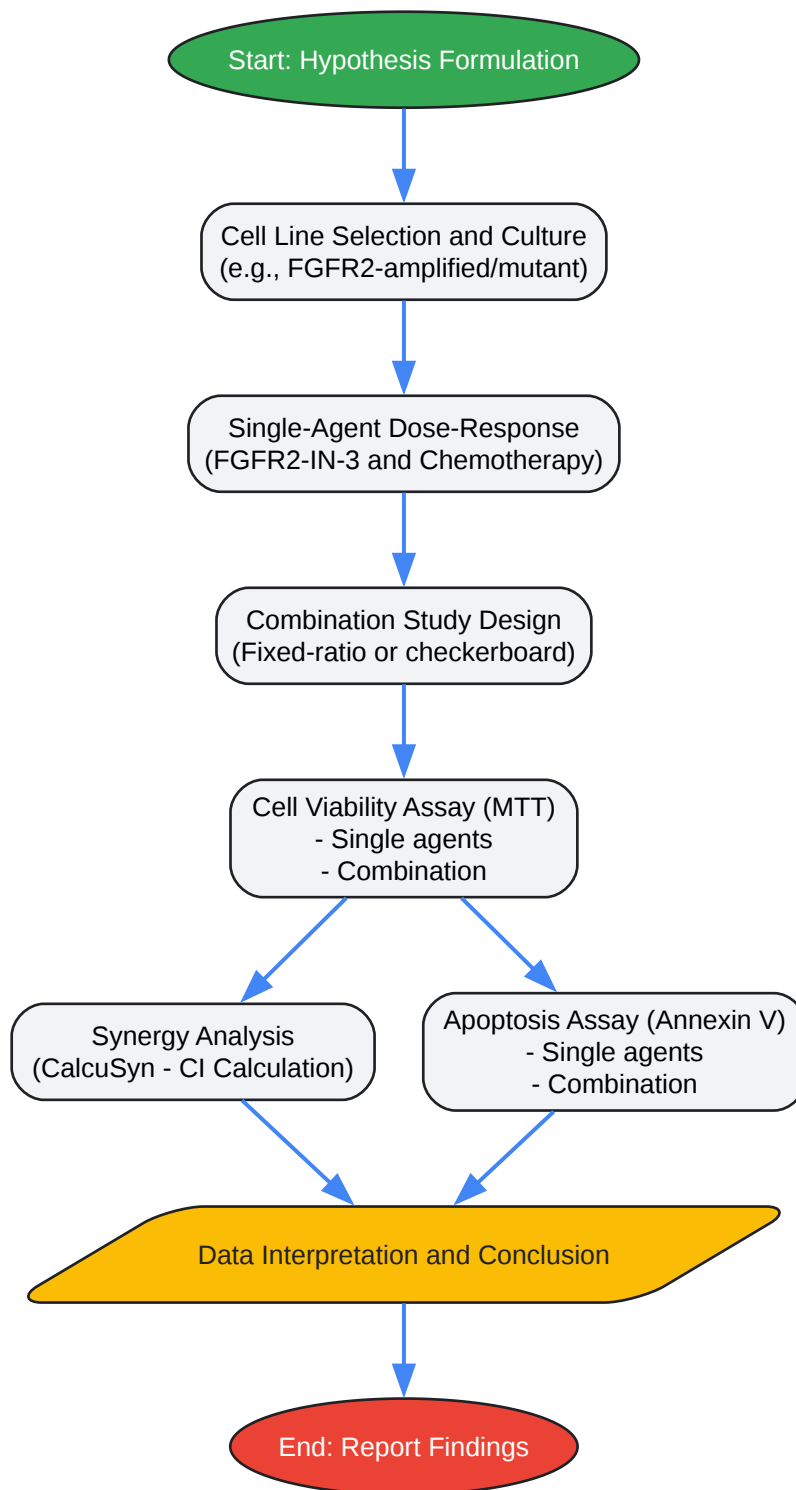 Start: Hypothesis Formulation
Cell Line Selection and Culture
(e.g., FGFR2-amplified/mutant)
Single-Agent Dose-Response
(FGFR2-IN-3 and Chemotherapy)
Combination Study Design
(Fixed-ratio or checkerboard)
Cell Viability Assay (MTT)
- Single agents
- Combination
Synergy Analysis
(CalcuSyn - CI Calculation)
Apoptosis Assay (Annexin V)
- Single agents
- Combination
Data Interpretation and Conclusion
End: Report Findings